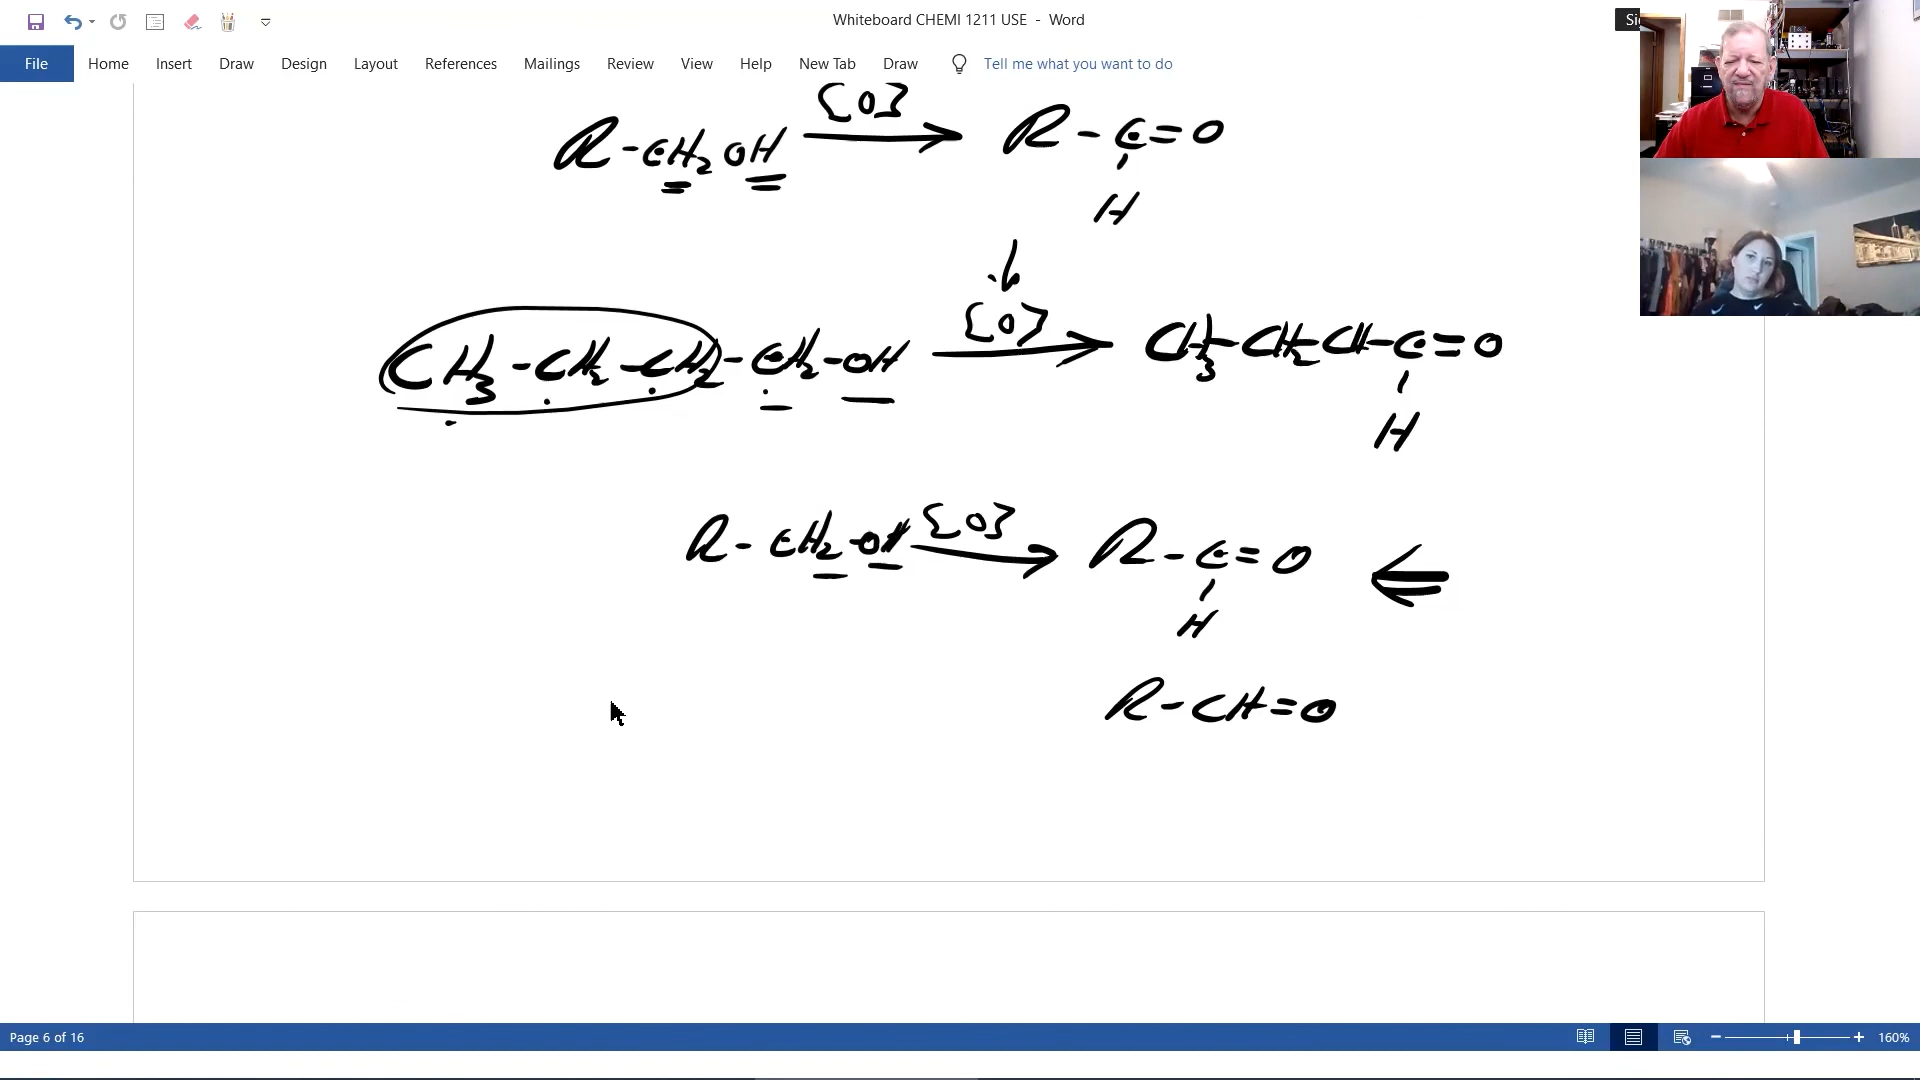 Whiteboard CHEMI 1211 USE - Word
File Home Insert Draw Design Layout References Mailings Review View Help New Tab Draw Tell me what you want to do
R-CH2OH [O] R-C=O
H
[O]
CH3-CH2-CH2-CH2-OH CH3-CH2CH-C=O
H
R-CH2-OH [O] R-C=O
H
R-CH=O
Page 6 of 16 160%